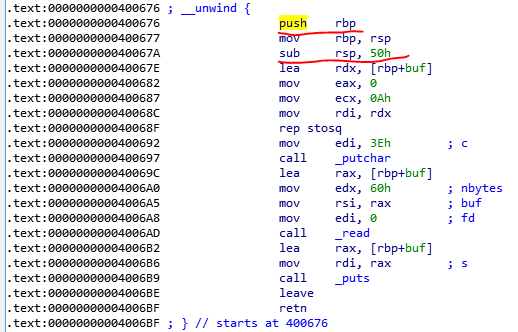 .text:0000000000400676 ; __unwind {
.text:0000000000400676 push rbp
.text:0000000000400677 mov rbp, rsp
.text:000000000040067A sub rsp, 50h
.text:000000000040067E lea rdx, [rbp+buf]
.text:0000000000400682 mov eax, 0
.text:0000000000400687 mov ecx, 0Ah
.text:000000000040068C mov rdi, rdx
.text:000000000040068F rep stosq
.text:0000000000400692 mov edi, 3Eh ; c
.text:0000000000400697 call _putchar
.text:000000000040069C lea rax, [rbp+buf]
.text:00000000004006A0 mov edx, 60h ; nbytes
.text:00000000004006A5 mov rsi, rax ; buf
.text:00000000004006A8 mov edi, 0 ; fd
.text:00000000004006AD call _read
.text:00000000004006B2 lea rax, [rbp+buf]
.text:00000000004006B6 mov rdi, rax ; s
.text:00000000004006B9 call _puts
.text:00000000004006BE leave
.text:00000000004006BF retn
.text:00000000004006BF ; } // starts at 400676